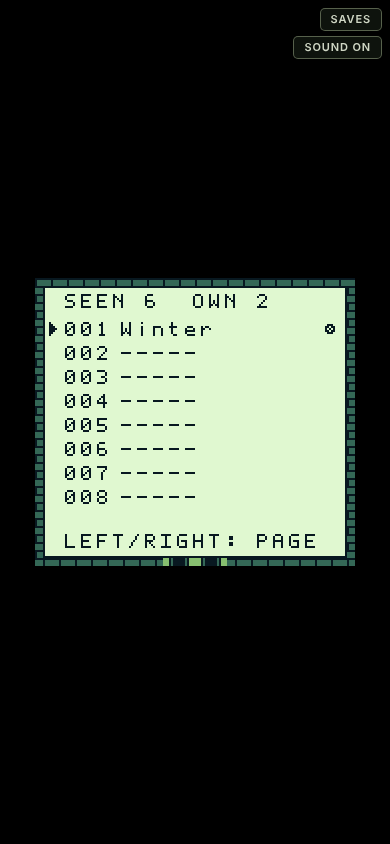 SAVES
SOUND ON
SEEN 6 OWN 2
001 Winter
002 -----
003 -----
004 -----
005 -----
006 -----
007 -----
008 -----
LEFT/RIGHT: PAGE